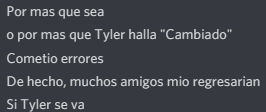 Por mas que sea
o por mas que Tyler halla "Cambiado"
Cometio errores
De hecho, muchos amigos mio regresarian
Si Tyler se va